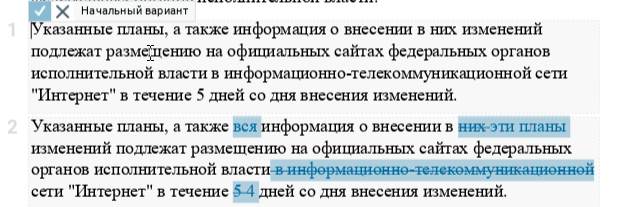 Начальный вариант
1 Указанные планы, а также информация о внесении в них изменений
подлежат размещению на официальных сайтах федеральных органов
исполнительной власти в информационно-телекоммуникационной сети
"Интернет" в течение 5 дней со дня внесения изменений.
2 Указанные планы, а также вся информация о внесении в них эти планы
изменений подлежат размещению на официальных сайтах федеральных
органов исполнительной власти в информационно-телекоммуникационной
сети "Интернет" в течение 5 4 дней со дня внесения изменений.